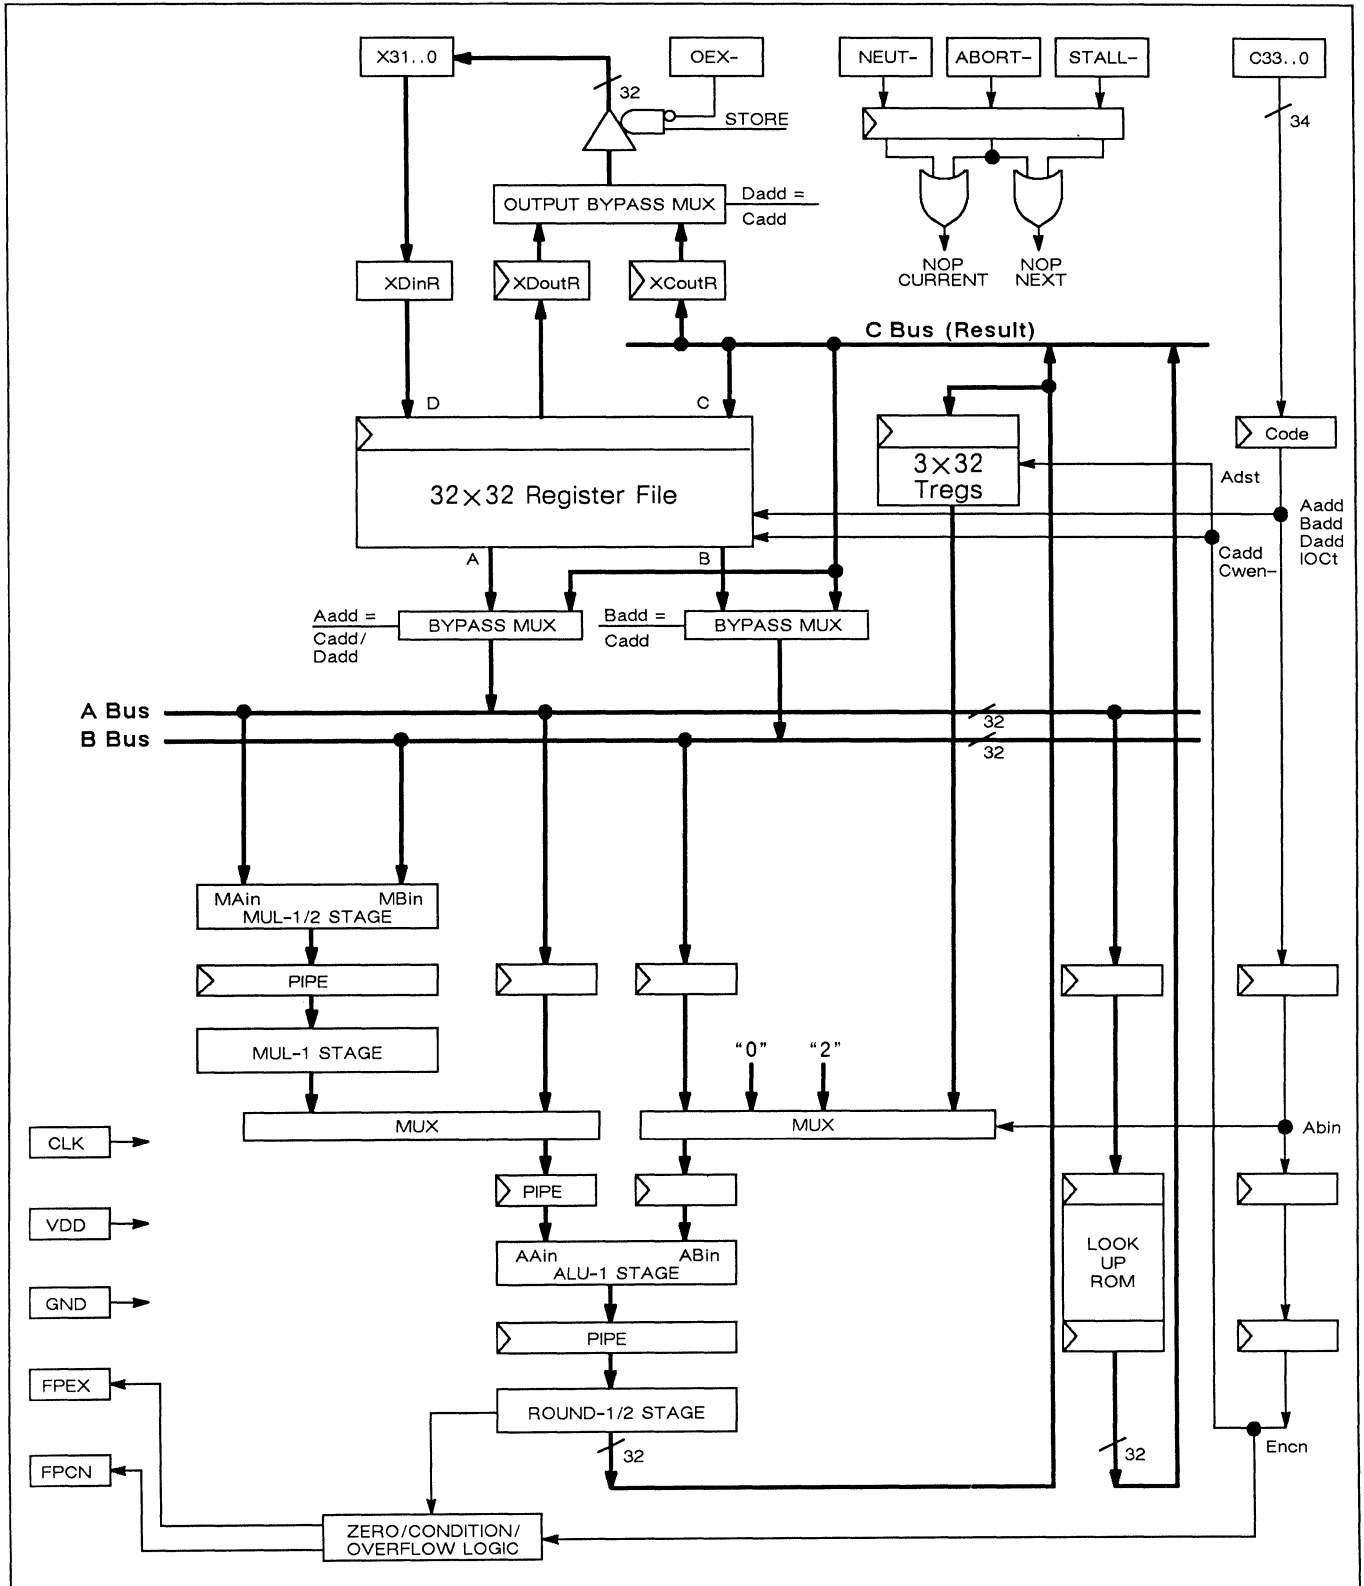 X31..0
OEX–
NEUT–
ABORT–
STALL–
C33..0
32
STORE
34
OUTPUT BYPASS MUX
Dadd =
Cadd
NOP
CURRENT
NOP
NEXT
XDinR
XDoutR
XCoutR
C Bus (Result)
D
C
Code
32×32 Register File
3×32
Tregs
Adst
Aadd
Badd
Dadd
IOCt
Cadd
Cwen–
A
B
Aadd =
Cadd/
Dadd
BYPASS MUX
Badd =
Cadd
BYPASS MUX
A Bus
32
B Bus
32
MAin
MBin
MUL–1/2 STAGE
PIPE
MUL–1 STAGE
“0”
“2”
MUX
MUX
Abin
CLK
PIPE
VDD
AAin
ABin
ALU–1 STAGE
LOOK
UP
ROM
GND
PIPE
FPEX
ROUND–1/2 STAGE
32
32
Encn
FPCN
ZERO/CONDITION/
OVERFLOW LOGIC